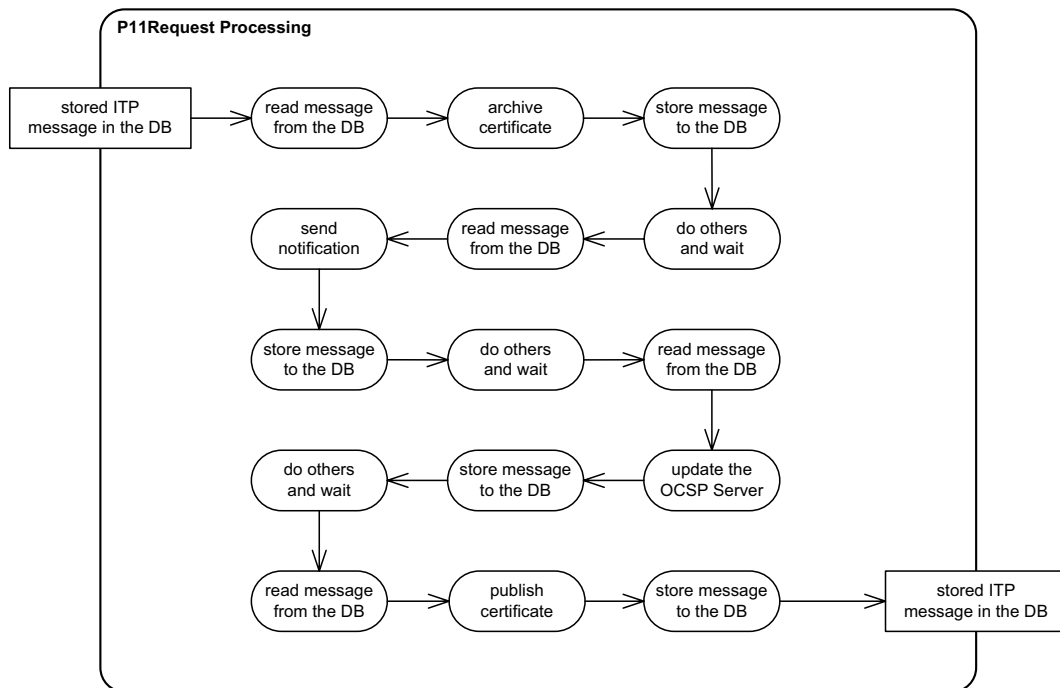 P11Request Processing
stored ITP
message in the DB
read message
from the DB
archive
certificate
store message
to the DB
send
notification
read message
from the DB
do others
and wait
store message
to the DB
do others
and wait
read message
from the DB
do others
and wait
store message
to the DB
update the
OCSP Server
read message
from the DB
publish
certificate
store message
to the DB
stored ITP
message in the DB